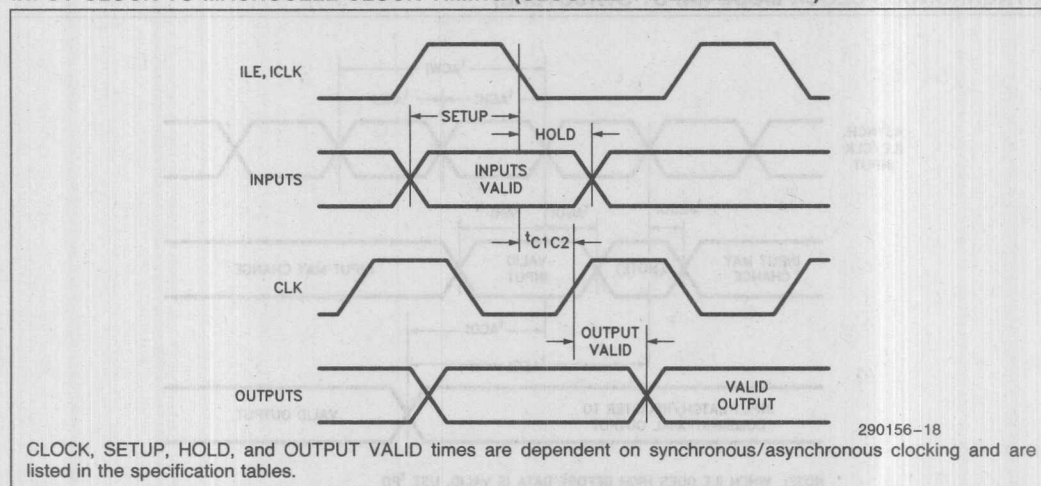 ILE, ICLK
SETUP
HOLD
INPUTS
INPUTS
VALID
tC1C2
CLK
OUTPUT
VALID
OUTPUTS
VALID
OUTPUT
290156–18
CLOCK, SETUP, HOLD, and OUTPUT VALID times are dependent on synchronous/asynchronous clocking and are
listed in the specification tables.